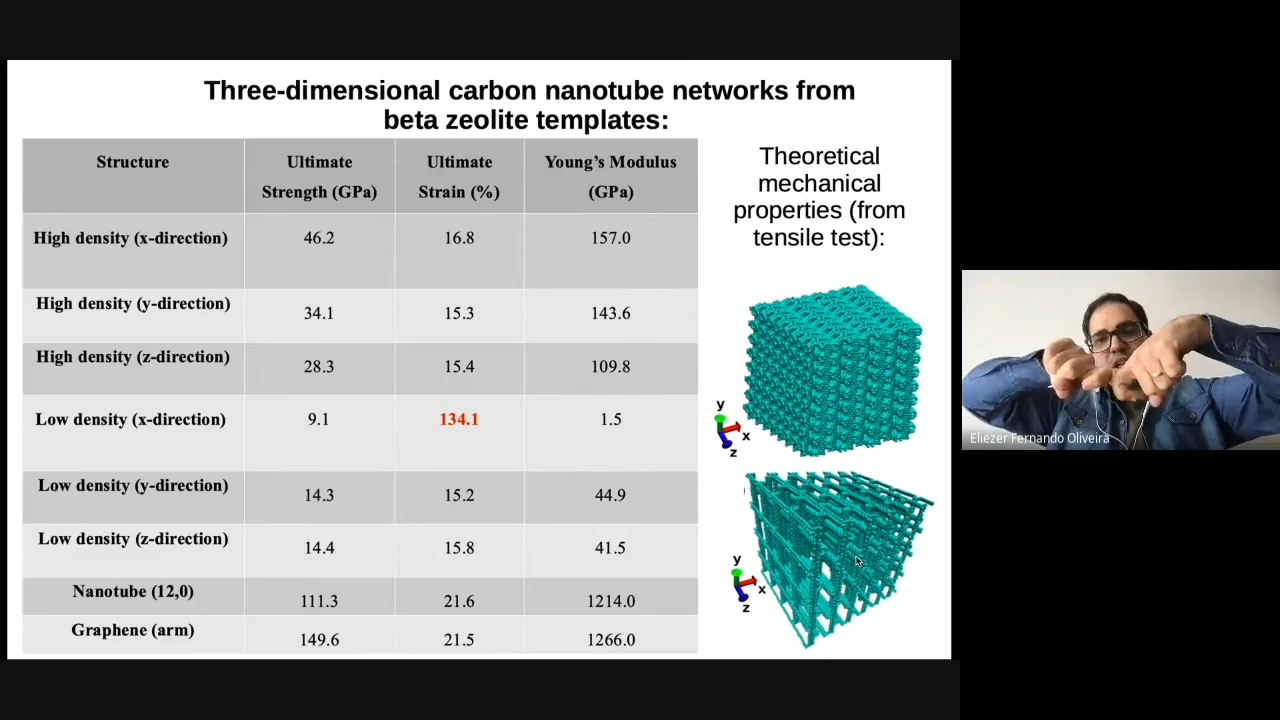 Three-dimensional carbon nanotube networks from
beta zeolite templates:
Structure
Ultimate
Strength (GPa)
Ultimate
Strain (%)
Young's Modulus
(GPa)
High density (x-direction)
46.2
16.8
157.0
High density (y-direction)
34.1
15.3
143.6
High density (z-direction)
28.3
15.4
109.8
Low density (x-direction)
9.1
134.1
1.5
Low density (y-direction)
14.3
15.2
44.9
Low density (z-direction)
14.4
15.8
41.5
Nanotube (12,0)
111.3
21.6
1214.0
Graphene (arm)
149.6
21.5
1266.0
Theoretical
mechanical
properties (from
tensile test):
y
x
z
y
x
z
Eliezer Fernando Oliveira